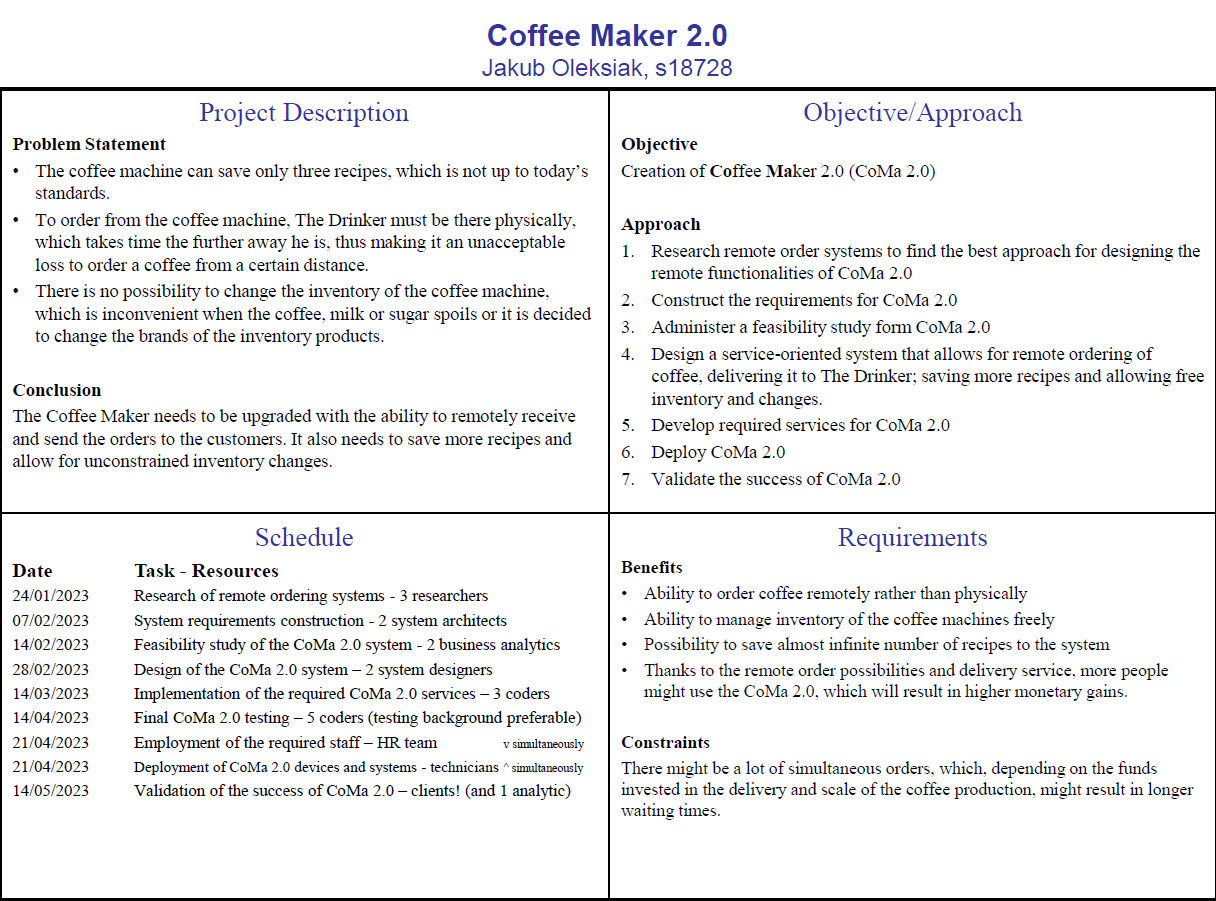 Coffee Maker 2.0
Jakub Oleksiak, s18728
Project Description
Problem Statement
• The coffee machine can save only three recipes, which is not up to today's
standards.
• To order from the coffee machine, The Drinker must be there physically,
which takes time the further away he is, thus making it an unacceptable
loss to order a coffee from a certain distance.
• There is no possibility to change the inventory of the coffee machine,
which is inconvenient when the coffee, milk or sugar spoils or it is decided
to change the brands of the inventory products.
Conclusion
The Coffee Maker needs to be upgraded with the ability to remotely receive
and send the orders to the customers. It also needs to save more recipes and
allow for unconstrained inventory changes.
Objective/Approach
Objective
Creation of Coffee Maker 2.0 (CoMa 2.0)
Approach
1. Research remote order systems to find the best approach for designing the
remote functionalities of CoMa 2.0
2. Construct the requirements for CoMa 2.0
3. Administer a feasibility study form CoMa 2.0
4. Design a service-oriented system that allows for remote ordering of
coffee, delivering it to The Drinker; saving more recipes and allowing free
inventory and changes.
5. Develop required services for CoMa 2.0
6. Deploy CoMa 2.0
7. Validate the success of CoMa 2.0
Schedule
Date Task - Resources
24/01/2023 Research of remote ordering systems - 3 researchers
07/02/2023 System requirements construction - 2 system architects
14/02/2023 Feasibility study of the CoMa 2.0 system - 2 business analytics
28/02/2023 Design of the CoMa 2.0 system – 2 system designers
14/03/2023 Implementation of the required CoMa 2.0 services – 3 coders
14/04/2023 Final CoMa 2.0 testing – 5 coders (testing background preferable)
21/04/2023 Employment of the required staff – HR team v simultaneously
21/04/2023 Deployment of CoMa 2.0 devices and systems - technicians ^ simultaneously
14/05/2023 Validation of the success of CoMa 2.0 – clients! (and 1 analytic)
Requirements
Benefits
• Ability to order coffee remotely rather than physically
• Ability to manage inventory of the coffee machines freely
• Possibility to save almost infinite number of recipes to the system
• Thanks to the remote order possibilities and delivery service, more people
might use the CoMa 2.0, which will result in higher monetary gains.
Constraints
There might be a lot of simultaneous orders, which, depending on the funds
invested in the delivery and scale of the coffee production, might result in longer
waiting times.